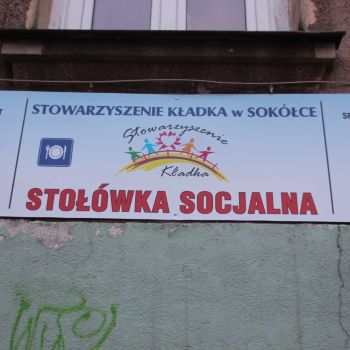 STOWARZYSZENIE KŁADKA w SOKÓŁCE
Stowarzyszenie
Kładka
STOŁÓWKA SOCJALNA